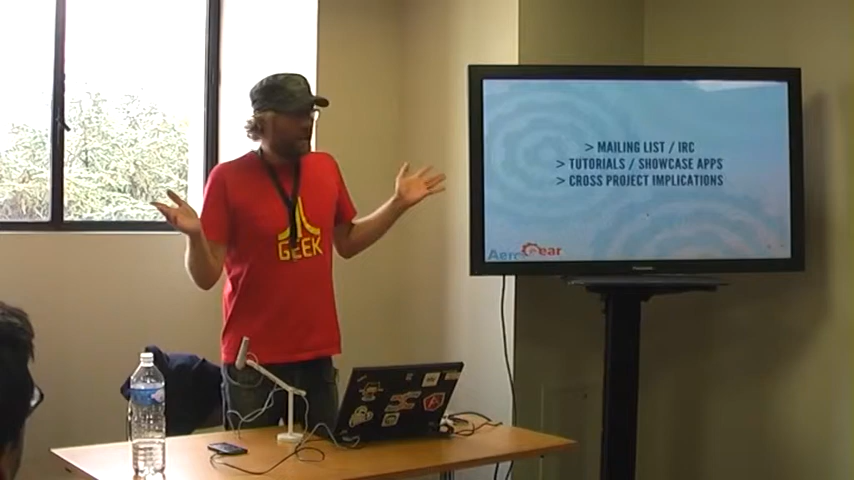 > MAILING LIST / IRC
> TUTORIALS / SHOWCASE APPS
> CROSS PROJECT IMPLICATIONS
AeroGear
GEEK